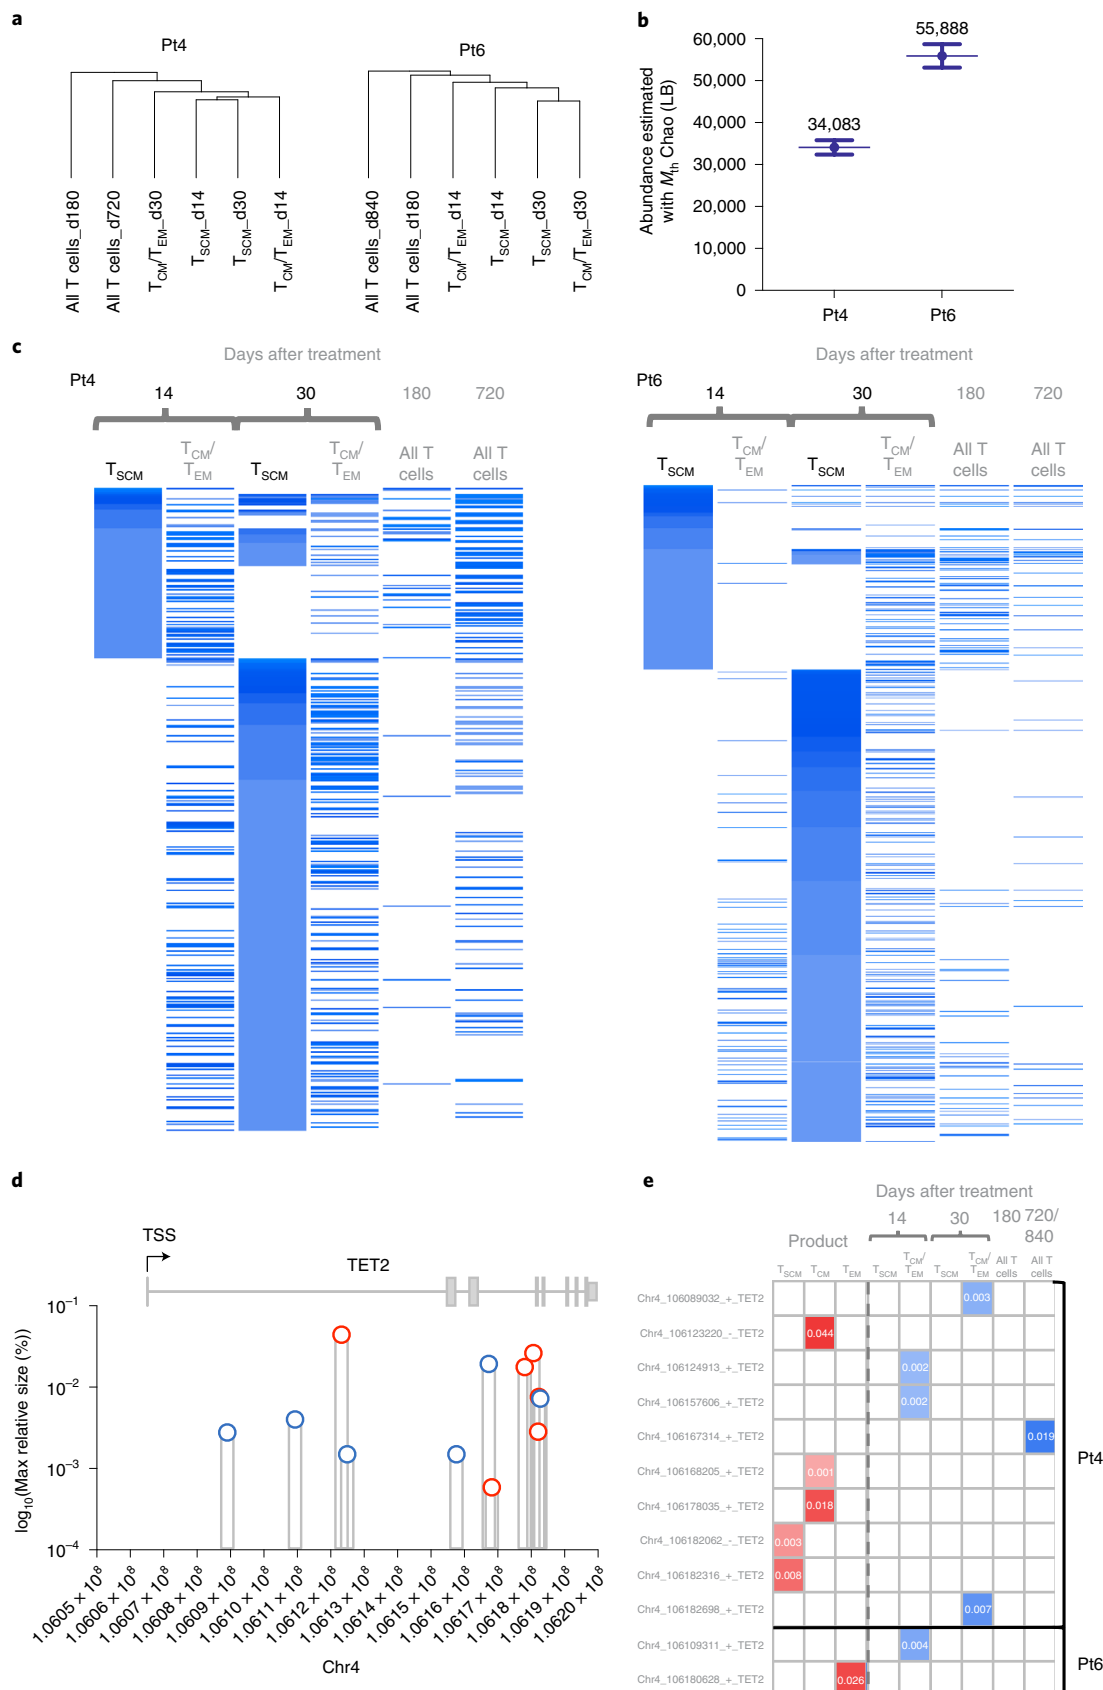 a
Pt4
Pt6
All T cells_d180
All T cells_d720
TCM/TEM_d30
TSCM_d14
TSCM_d30
TCM/TEM_d14
All T cells_d840
All T cells_d180
TCM/TEM_d14
TSCM_d14
TSCM_d30
TCM/TEM_d30
b
Abundance estimated
with Mth Chao (LB)
60,000
50,000
40,000
30,000
20,000
10,000
0
34,083
55,888
Pt4
Pt6
c
Days after treatment
Pt4
14
30
180
720
TSCM
TCM/
TEM
TSCM
TCM/
TEM
All T
cells
All T
cells
Days after treatment
Pt6
14
30
180
720
TSCM
TCM/
TEM
TSCM
TCM/
TEM
All T
cells
All T
cells
d
TSS
TET2
log10(Max relative size (%))
10−1
10−2
10−3
10−4
1.0605 × 108
1.0606 × 108
1.0607 × 108
1.0608 × 108
1.0609 × 108
1.0610 × 108
1.0611 × 108
1.0612 × 108
1.0613 × 108
1.0614 × 108
1.0615 × 108
1.0616 × 108
1.0617 × 108
1.0618 × 108
1.0619 × 108
1.0620 × 108
Chr4
e
Days after treatment
Product
14
30
180
720/
840
TSCM
TCM
TEM
TSCM
TCM/
TEM
TSCM
TCM/
TEM
All T
cells
All T
cells
Chr4_106089032_+_TET2 0.003
Chr4_106123220_-_TET2 0.044
Chr4_106124913_+_TET2 0.002
Chr4_106157606_+_TET2 0.002
Chr4_106167314_+_TET2 0.019
Chr4_106168205_+_TET2 0.001
Chr4_106178035_+_TET2 0.018
Chr4_106182062_-_TET2 0.003
Chr4_106182316_+_TET2 0.008
Chr4_106182698_+_TET2 0.007
Chr4_106109311_+_TET2 0.004
Chr4_106180628_+_TET2 0.026
Pt4
Pt6